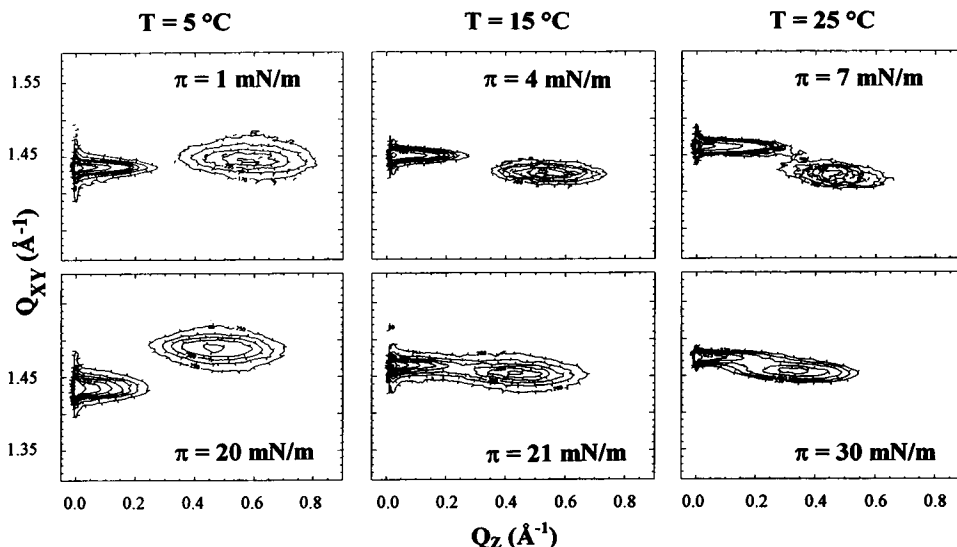 T = 5 °C T = 15 °C T = 25 °C
π = 1 mN/m π = 4 mN/m π = 7 mN/m
1.55
1.45
Q_XY (Å⁻¹)
1.45
1.35
π = 20 mN/m π = 21 mN/m π = 30 mN/m
0.0 0.2 0.4 0.6 0.8 0.0 0.2 0.4 0.6 0.8 0.0 0.2 0.4 0.6 0.8
Q_Z (Å⁻¹)